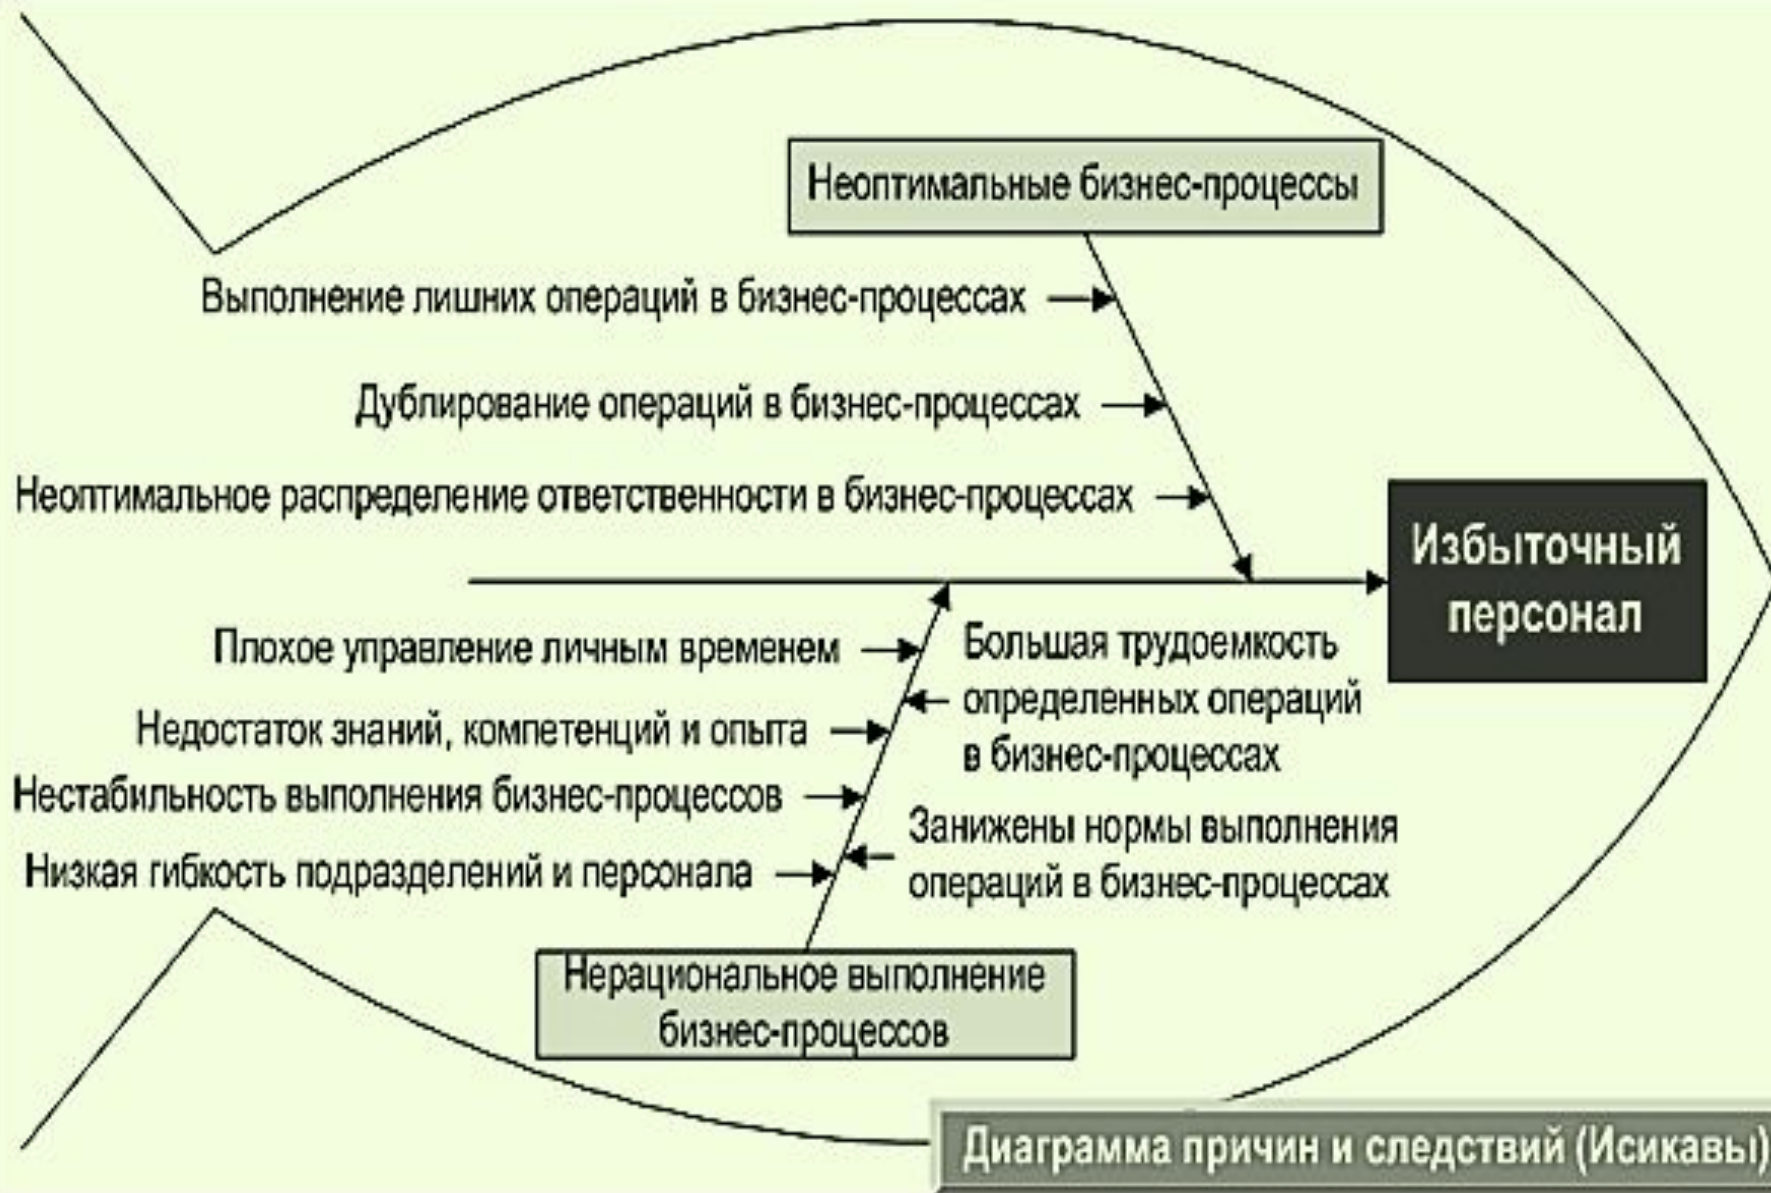 Неоптимальные бизнес-процессы
Выполнение лишних операций в бизнес-процессах
Дублирование операций в бизнес-процессах
Неоптимальное распределение ответственности в бизнес-процессах
Избыточный
персонал
Плохое управление личным временем
Большая трудоемкость
определенных операций
в бизнес-процессах
Недостаток знаний, компетенций и опыта
Нестабильность выполнения бизнес-процессов
Занижены нормы выполнения
операций в бизнес-процессах
Низкая гибкость подразделений и персонала
Нерациональное выполнение
бизнес-процессов
Диаграмма причин и следствий (Исикавы)